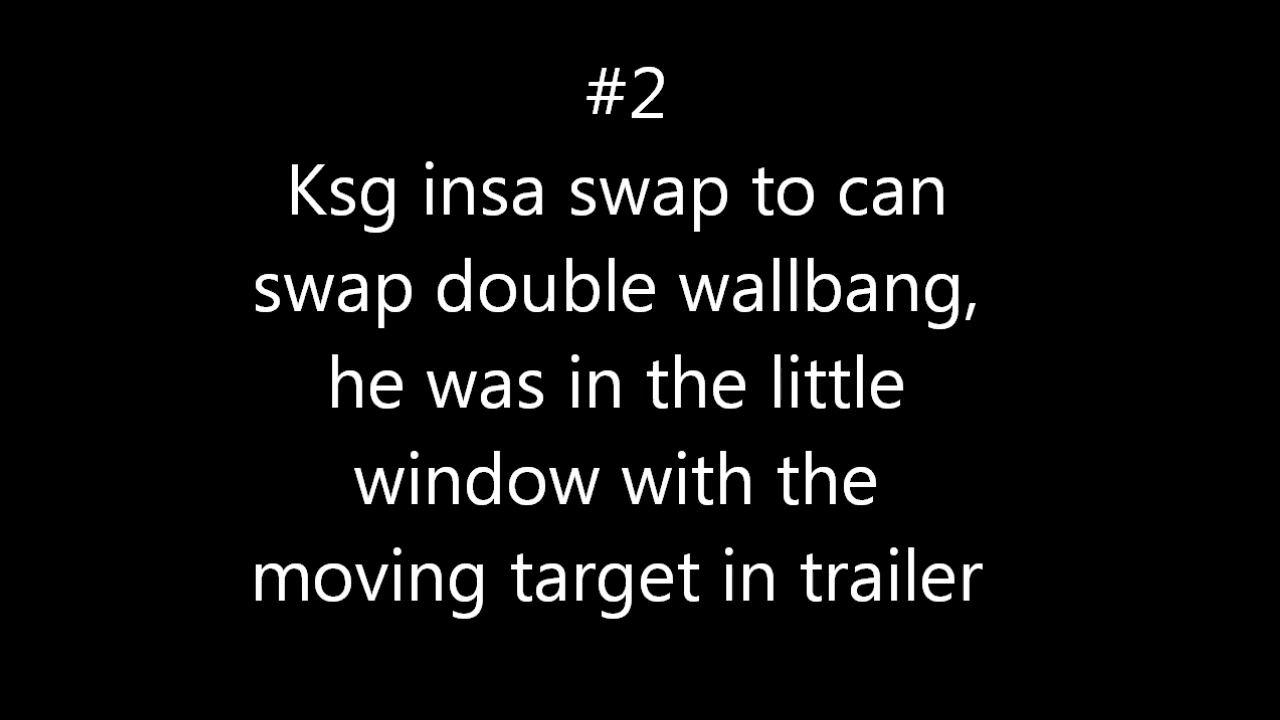 #2
Ksg insa swap to can
swap double wallbang,
he was in the little
window with the
moving target in trailer